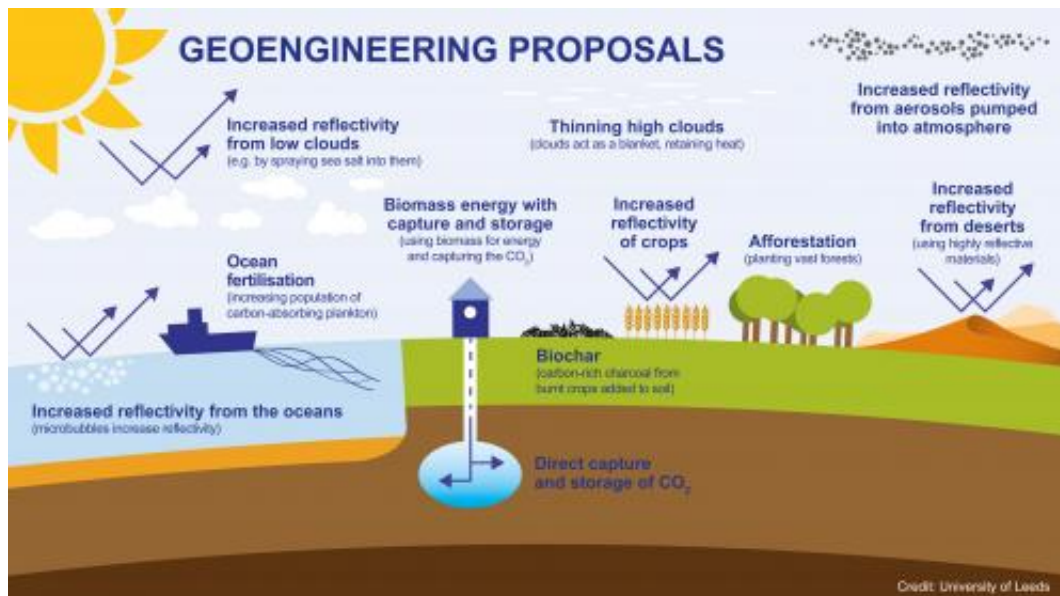 GEOENGINEERING PROPOSALS
Increased reflectivity
from low clouds
(e.g. by spraying sea salt into them)
Thinning high clouds
(clouds act as a blanket, retaining heat)
Increased reflectivity
from aerosols pumped
into atmosphere
Biomass energy with
capture and storage
(using biomass for energy
and capturing the CO₂)
Increased
reflectivity
of crops
Afforestation
(planting vast forests)
Increased
reflectivity
from deserts
(using highly reflective
materials)
Ocean
fertilisation
(increasing population of
carbon-absorbing plankton)
Biochar
(carbon-rich charcoal from
burnt crops added to soil)
Increased reflectivity from the oceans
(microbubbles increase reflectivity)
Direct capture
and storage of CO₂
Credit: University of Leeds